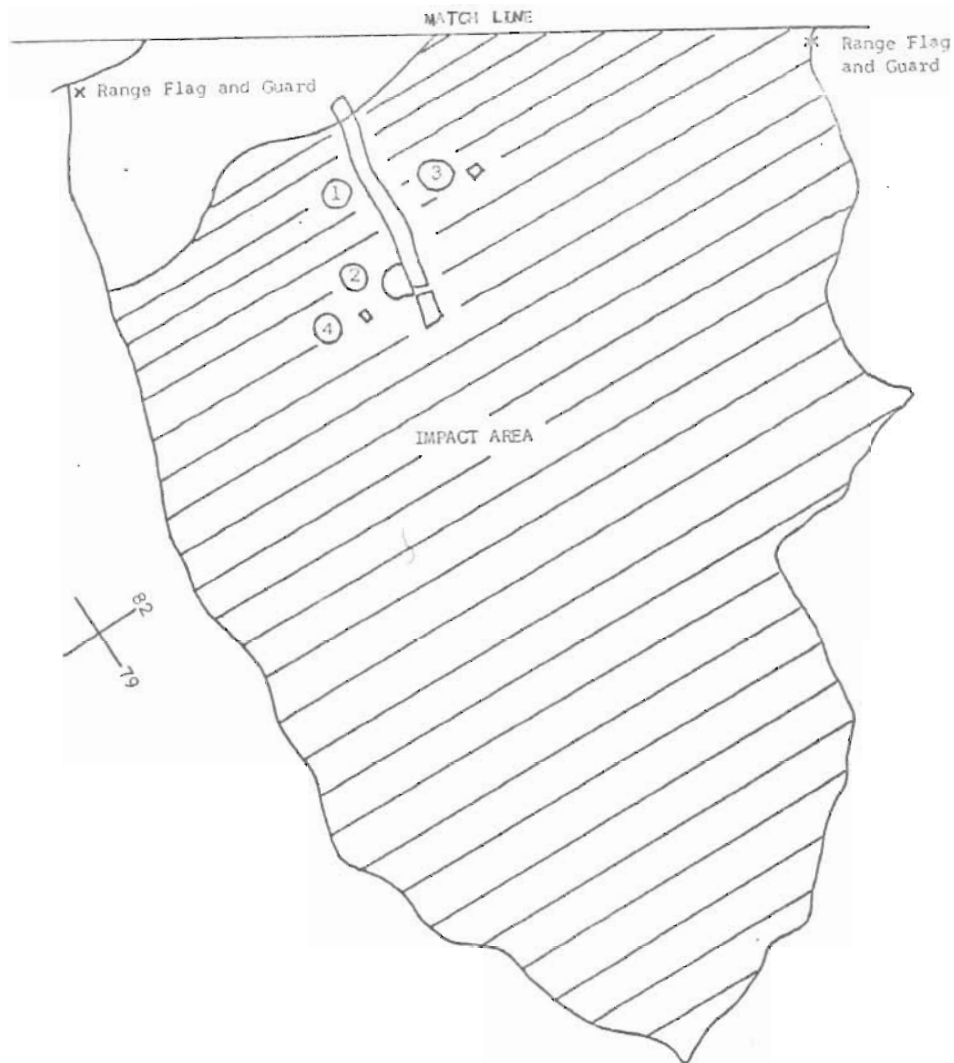 MATCH LINE
Range Flag
and Guard
Range Flag and Guard
3
1
2
4
IMPACT AREA
82
79